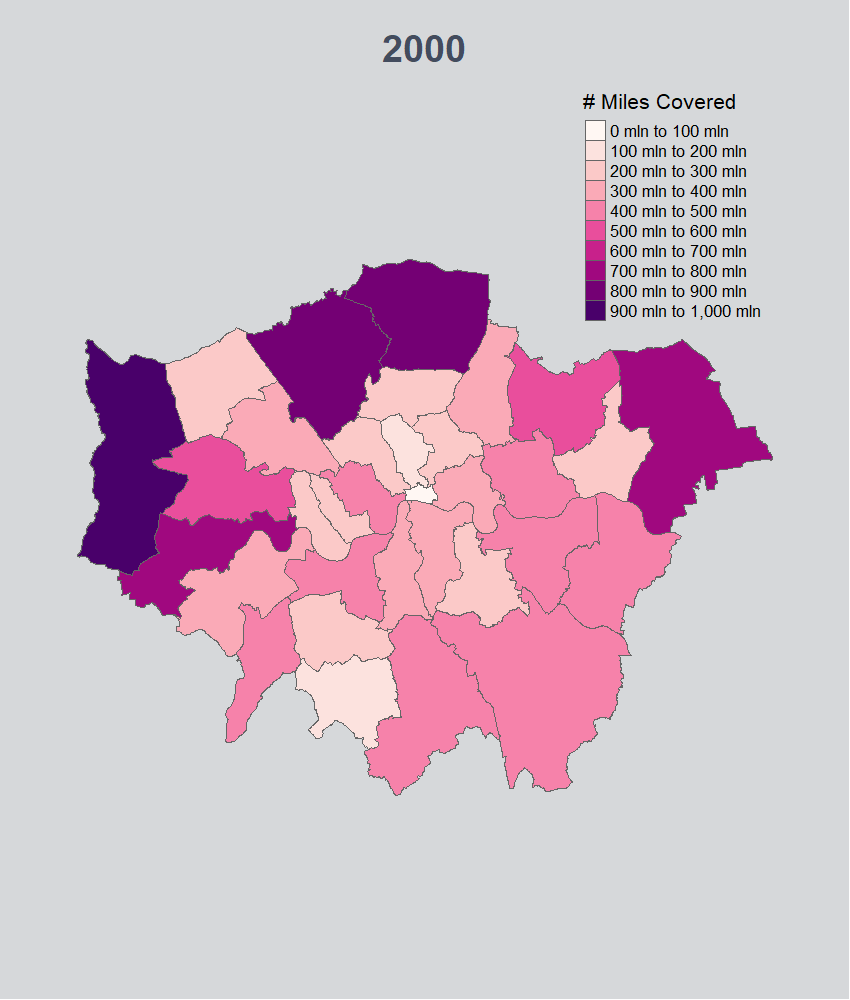 2000
# Miles Covered
0 mln to 100 mln
100 mln to 200 mln
200 mln to 300 mln
300 mln to 400 mln
400 mln to 500 mln
500 mln to 600 mln
600 mln to 700 mln
700 mln to 800 mln
800 mln to 900 mln
900 mln to 1,000 mln